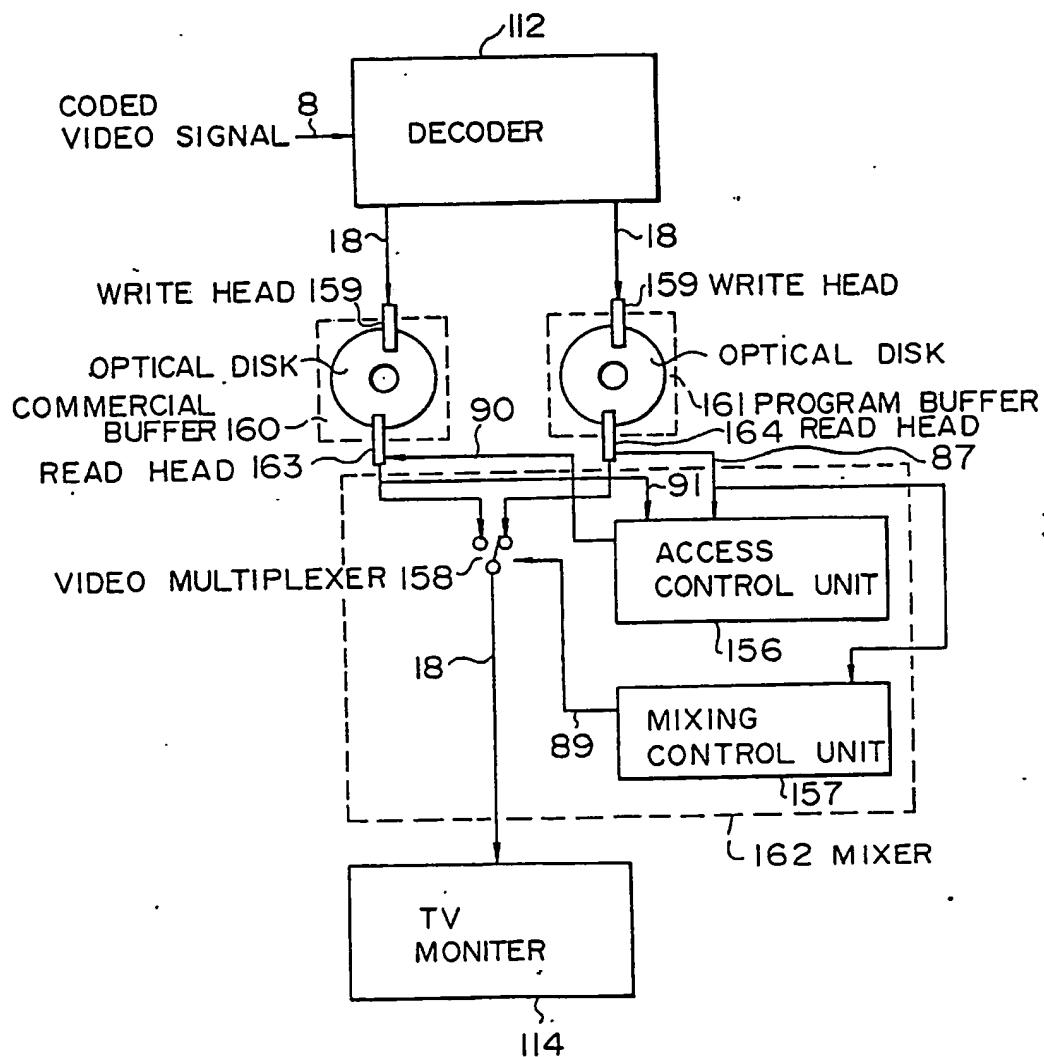 112
CODED
VIDEO SIGNAL
8
DECODER
18
18
WRITE HEAD 159
159 WRITE HEAD
OPTICAL DISK
OPTICAL DISK
COMMERCIAL
BUFFER 160
161 PROGRAM BUFFER
90
164 READ HEAD
READ HEAD 163
87
91
ACCESS
CONTROL UNIT
VIDEO MULTIPLEXER 158
156
18
MIXING
CONTROL UNIT
89
157
162 MIXER
TV
MONITER
114